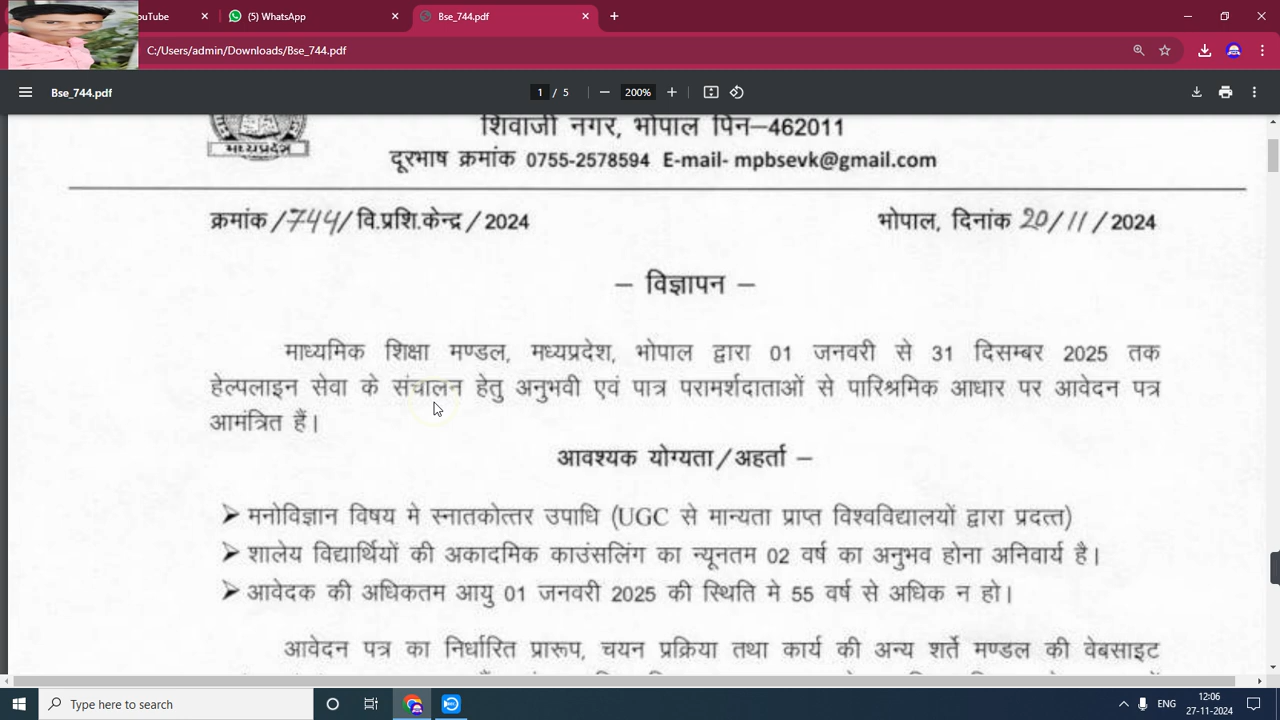 ouTube
(5) WhatsApp
Bse_744.pdf
C:/Users/admin/Downloads/Bse_744.pdf
Bse_744.pdf
1 / 5
200%
मध्यप्रदेश
शिवाजी नगर, भोपाल पिन–462011
दूरभाष क्रमांक 0755-2578594 E-mail- mpbsevk@gmail.com
क्रमांक /744/ वि.प्रशि.केन्द्र / 2024
भोपाल, दिनांक 20/11 / 2024
– विज्ञापन –
माध्यमिक शिक्षा मण्डल, मध्यप्रदेश, भोपाल द्वारा 01 जनवरी से 31 दिसम्बर 2025 तक
हेल्पलाइन सेवा के संचालन हेतु अनुभवी एवं पात्र परामर्शदाताओं से पारिश्रमिक आधार पर आवेदन पत्र
आमंत्रित हैं।
आवश्यक योग्यता/अहर्ता –
➤ मनोविज्ञान विषय मे स्नातकोत्तर उपाधि (UGC से मान्यता प्राप्त विश्वविद्यालयों द्वारा प्रदत्त)
➤ शालेय विद्यार्थियों की अकादमिक काउंसलिंग का न्यूनतम 02 वर्ष का अनुभव होना अनिवार्य है।
➤ आवेदक की अधिकतम आयु 01 जनवरी 2025 की स्थिति मे 55 वर्ष से अधिक न हो।
आवेदन पत्र का निर्धारित प्रारूप, चयन प्रक्रिया तथा कार्य की अन्य शर्ते मण्डल की वेबसाइट
Type here to search
ENG
12:06
27-11-2024